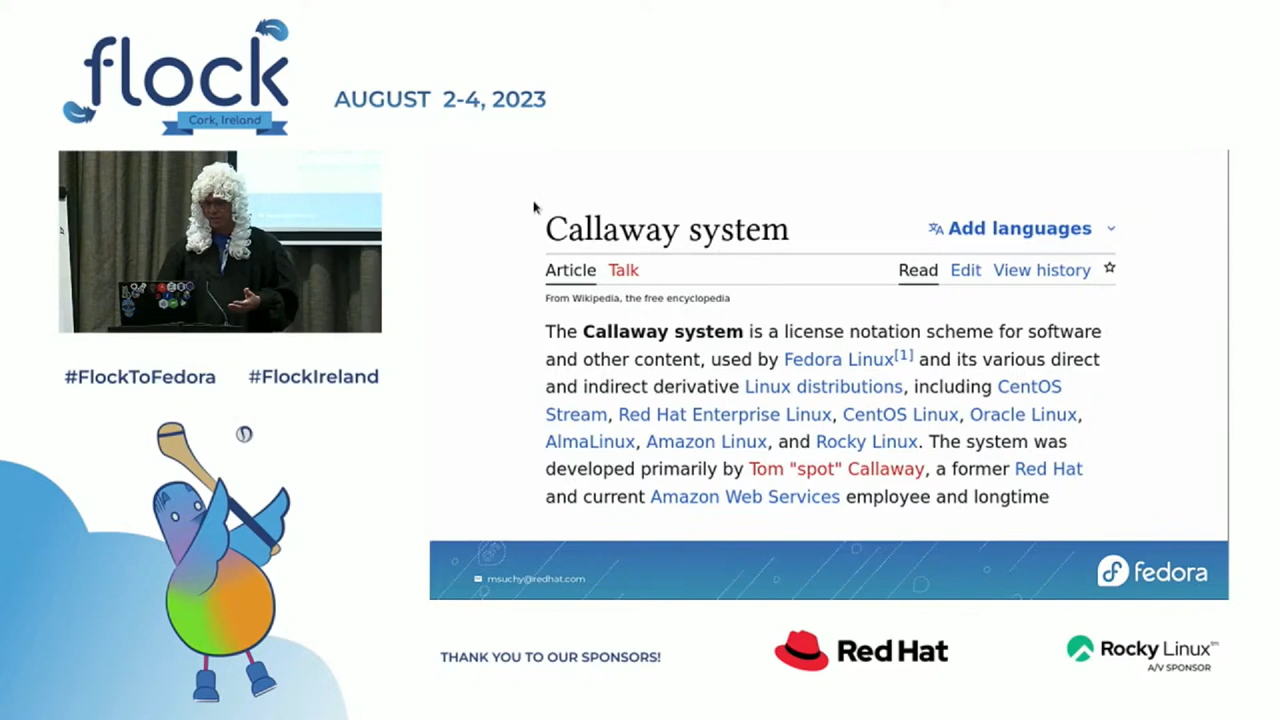 flock
Cork, Ireland
AUGUST 2-4, 2023
#FlockToFedora #FlockIreland
Callaway system
Add languages
Article Talk Read Edit View history
From Wikipedia, the free encyclopedia
The Callaway system is a license notation scheme for software
and other content, used by Fedora Linux[1] and its various direct
and indirect derivative Linux distributions, including CentOS
Stream, Red Hat Enterprise Linux, CentOS Linux, Oracle Linux,
AlmaLinux, Amazon Linux, and Rocky Linux. The system was
developed primarily by Tom "spot" Callaway, a former Red Hat
and current Amazon Web Services employee and longtime
msuchy@redhat.com
fedora
THANK YOU TO OUR SPONSORS!
Red Hat
Rocky Linux™
A/V SPONSOR